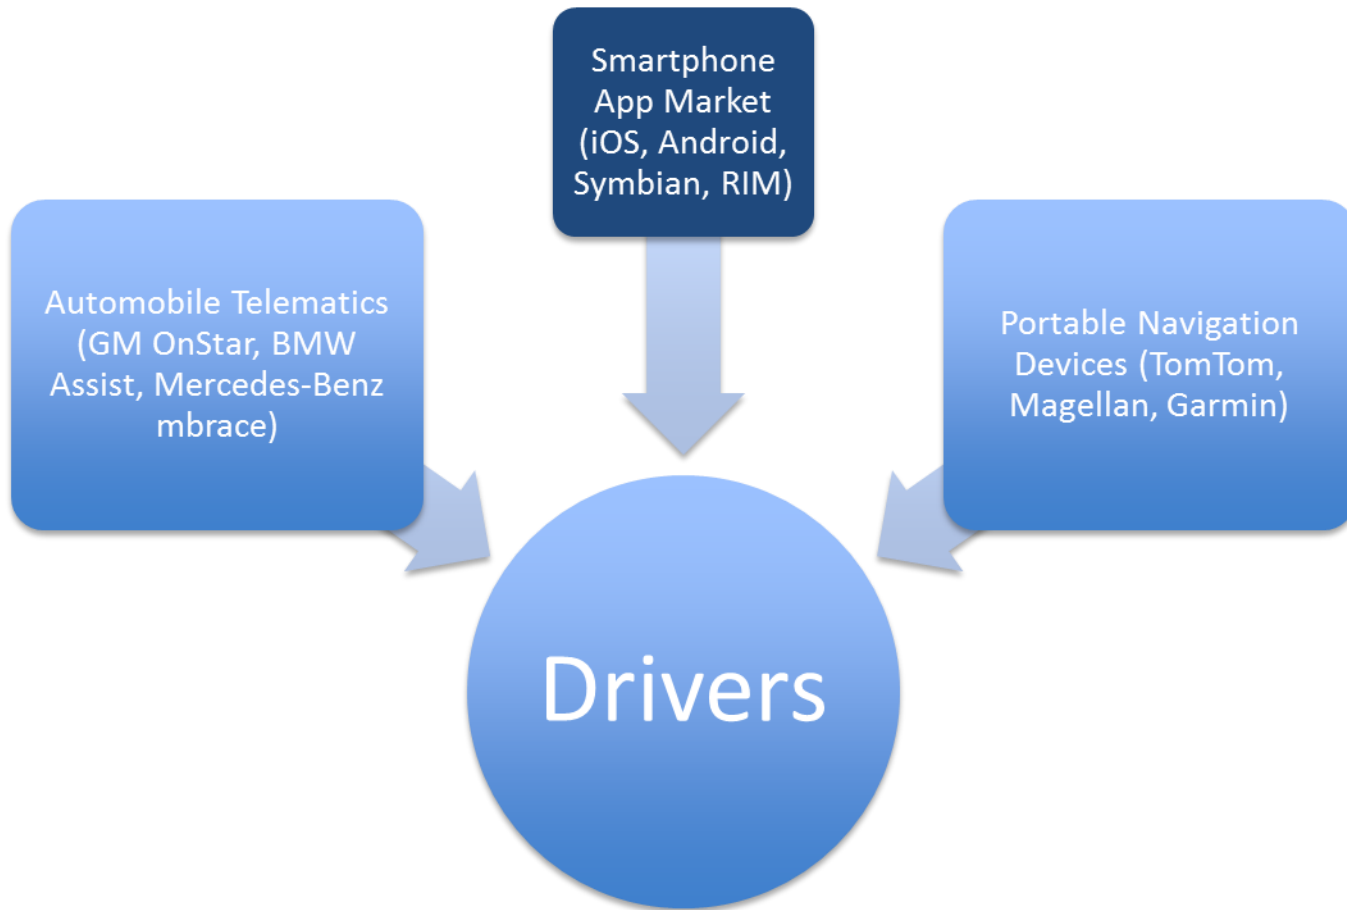 Smartphone
App Market
(iOS, Android,
Symbian, RIM)
Automobile Telematics
(GM OnStar, BMW
Assist, Mercedes-Benz
mbrace)
Portable Navigation
Devices (TomTom,
Magellan, Garmin)
Drivers